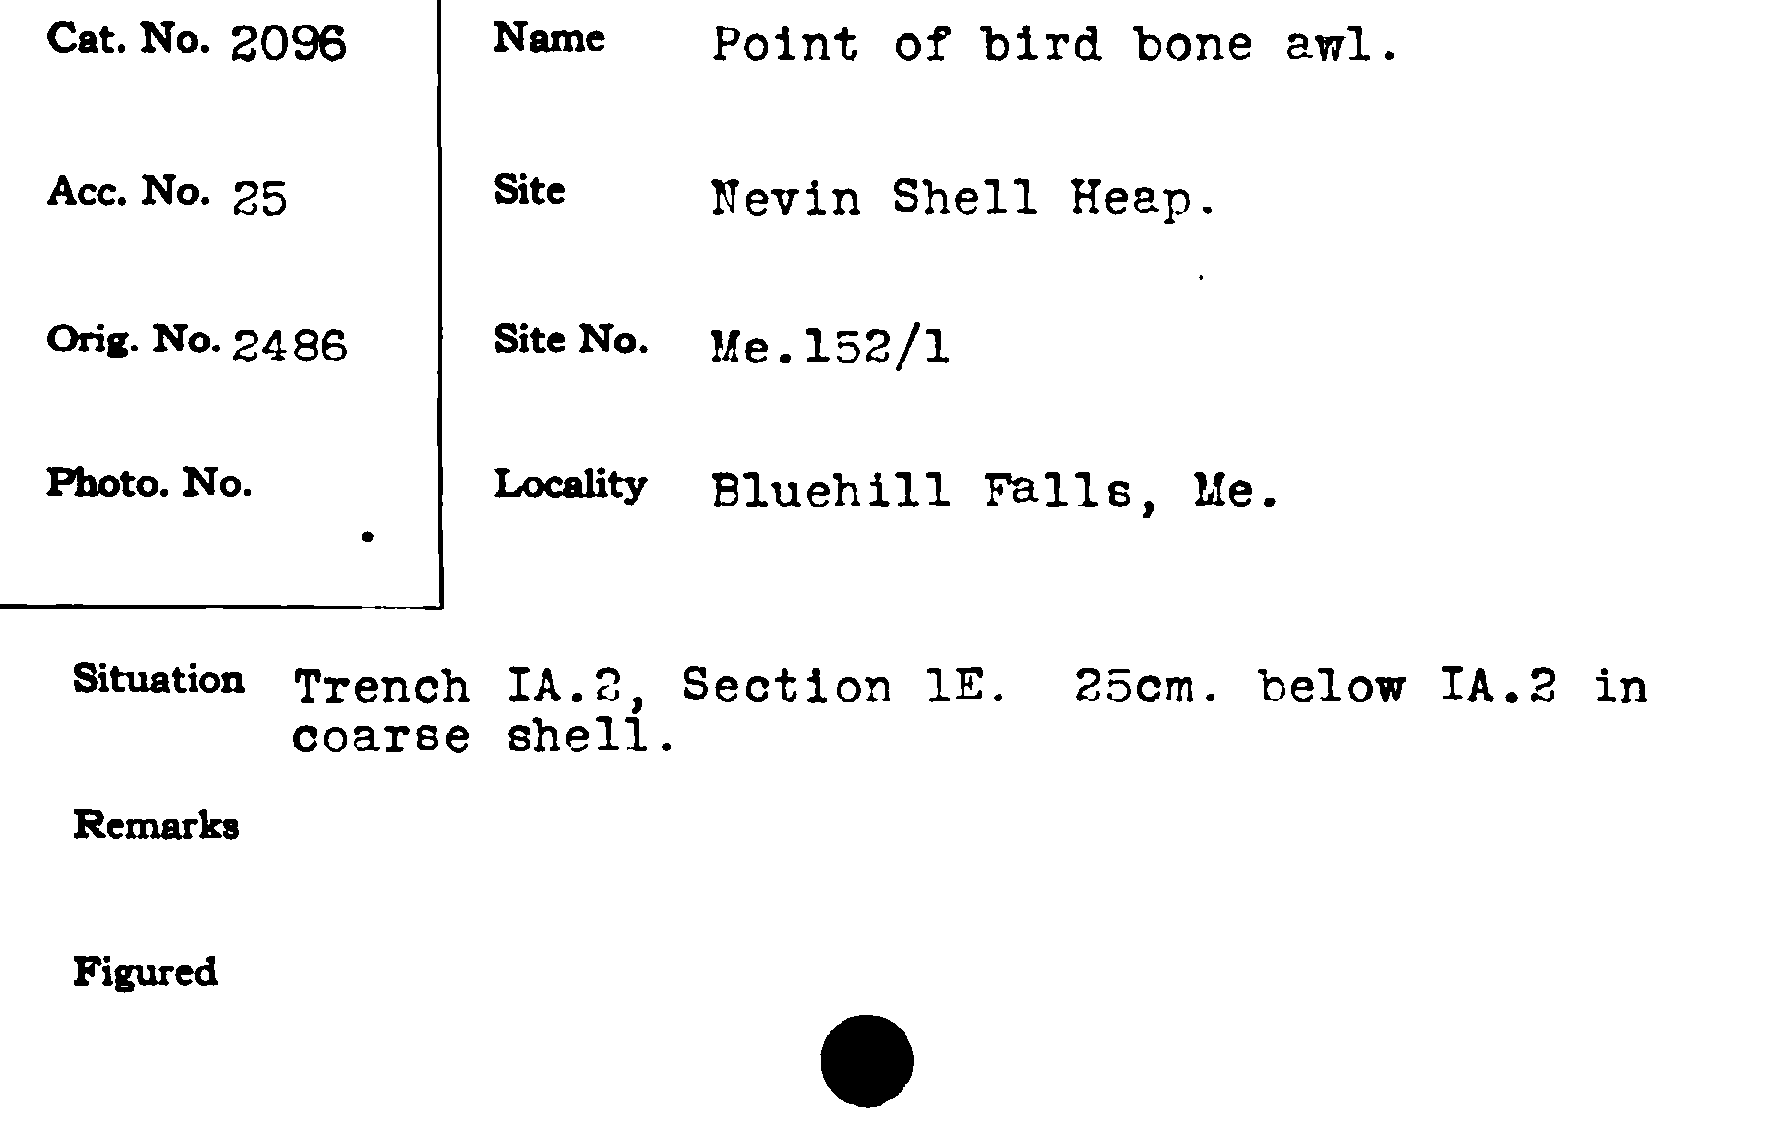 Cat. No. 2096
Name Point of bird bone awl.
Acc. No. 25
Site Nevin Shell Heap.
Orig. No. 2486
Site No. Me.152/1
Photo. No.
Locality Bluehill Falls, Me.
Situation Trench IA.2, Section 1E. 25cm. below IA.2 in
coarse shell.
Remarks
Figured